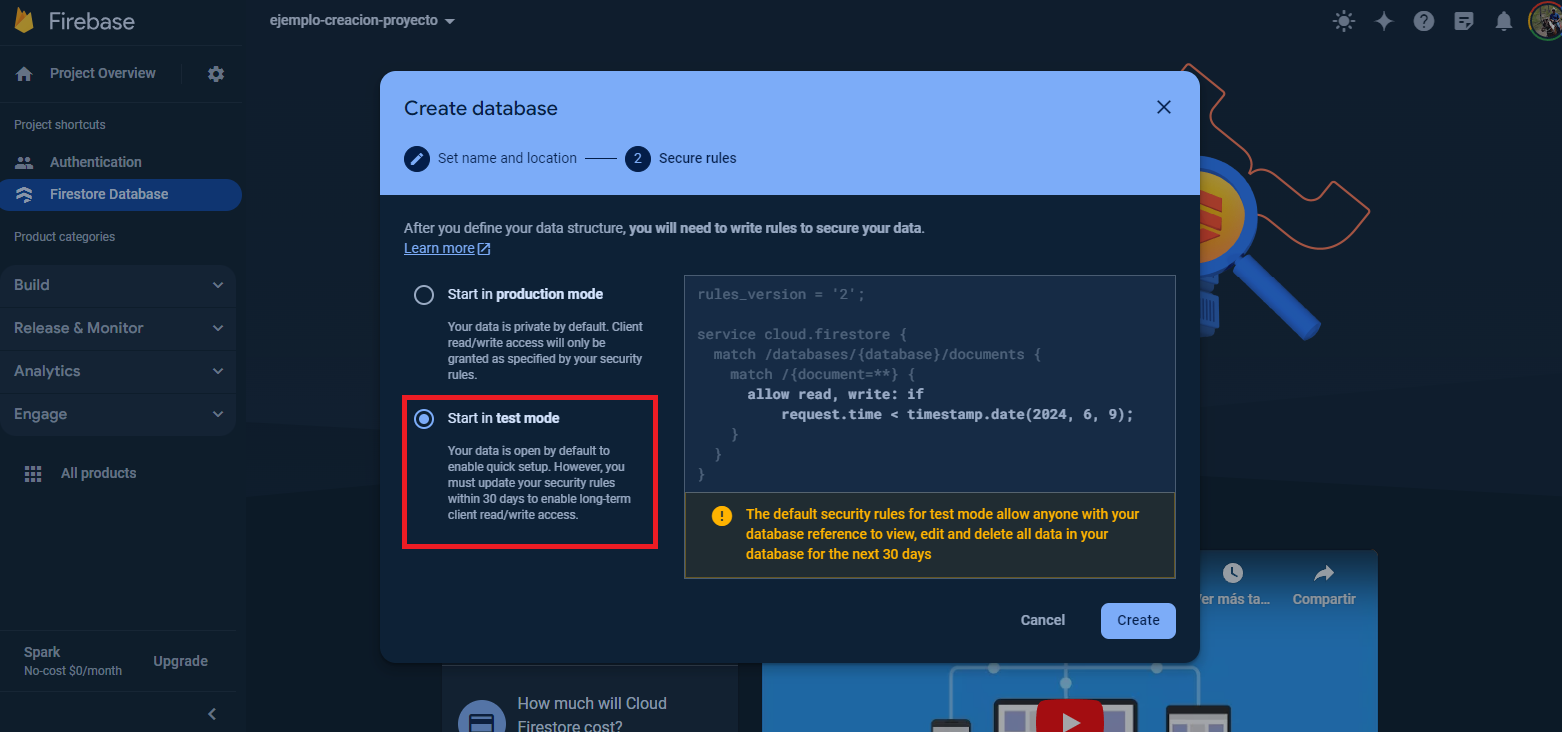 Firebase
ejemplo-creacion-proyecto
Project Overview
Project shortcuts
Authentication
Firestore Database
Product categories
Build
Release & Monitor
Analytics
Engage
All products
Spark
No-cost $0/month
Upgrade
Create database
Set name and location
2
Secure rules
After you define your data structure, you will need to write rules to secure your data.
Learn more
Start in production mode
Your data is private by default. Client
read/write access will only be
granted as specified by your security
rules.
Start in test mode
Your data is open by default to
enable quick setup. However, you
must update your security rules
within 30 days to enable long-term
client read/write access.
rules_version = '2';
service cloud.firestore {
match /databases/{database}/documents {
match /{document=**} {
allow read, write: if
request.time < timestamp.date(2024, 6, 9);
}
}
}
The default security rules for test mode allow anyone with your
database reference to view, edit and delete all data in your
database for the next 30 days
Cancel
Create
How much will Cloud
Firestore cost?
er más ta...
Compartir